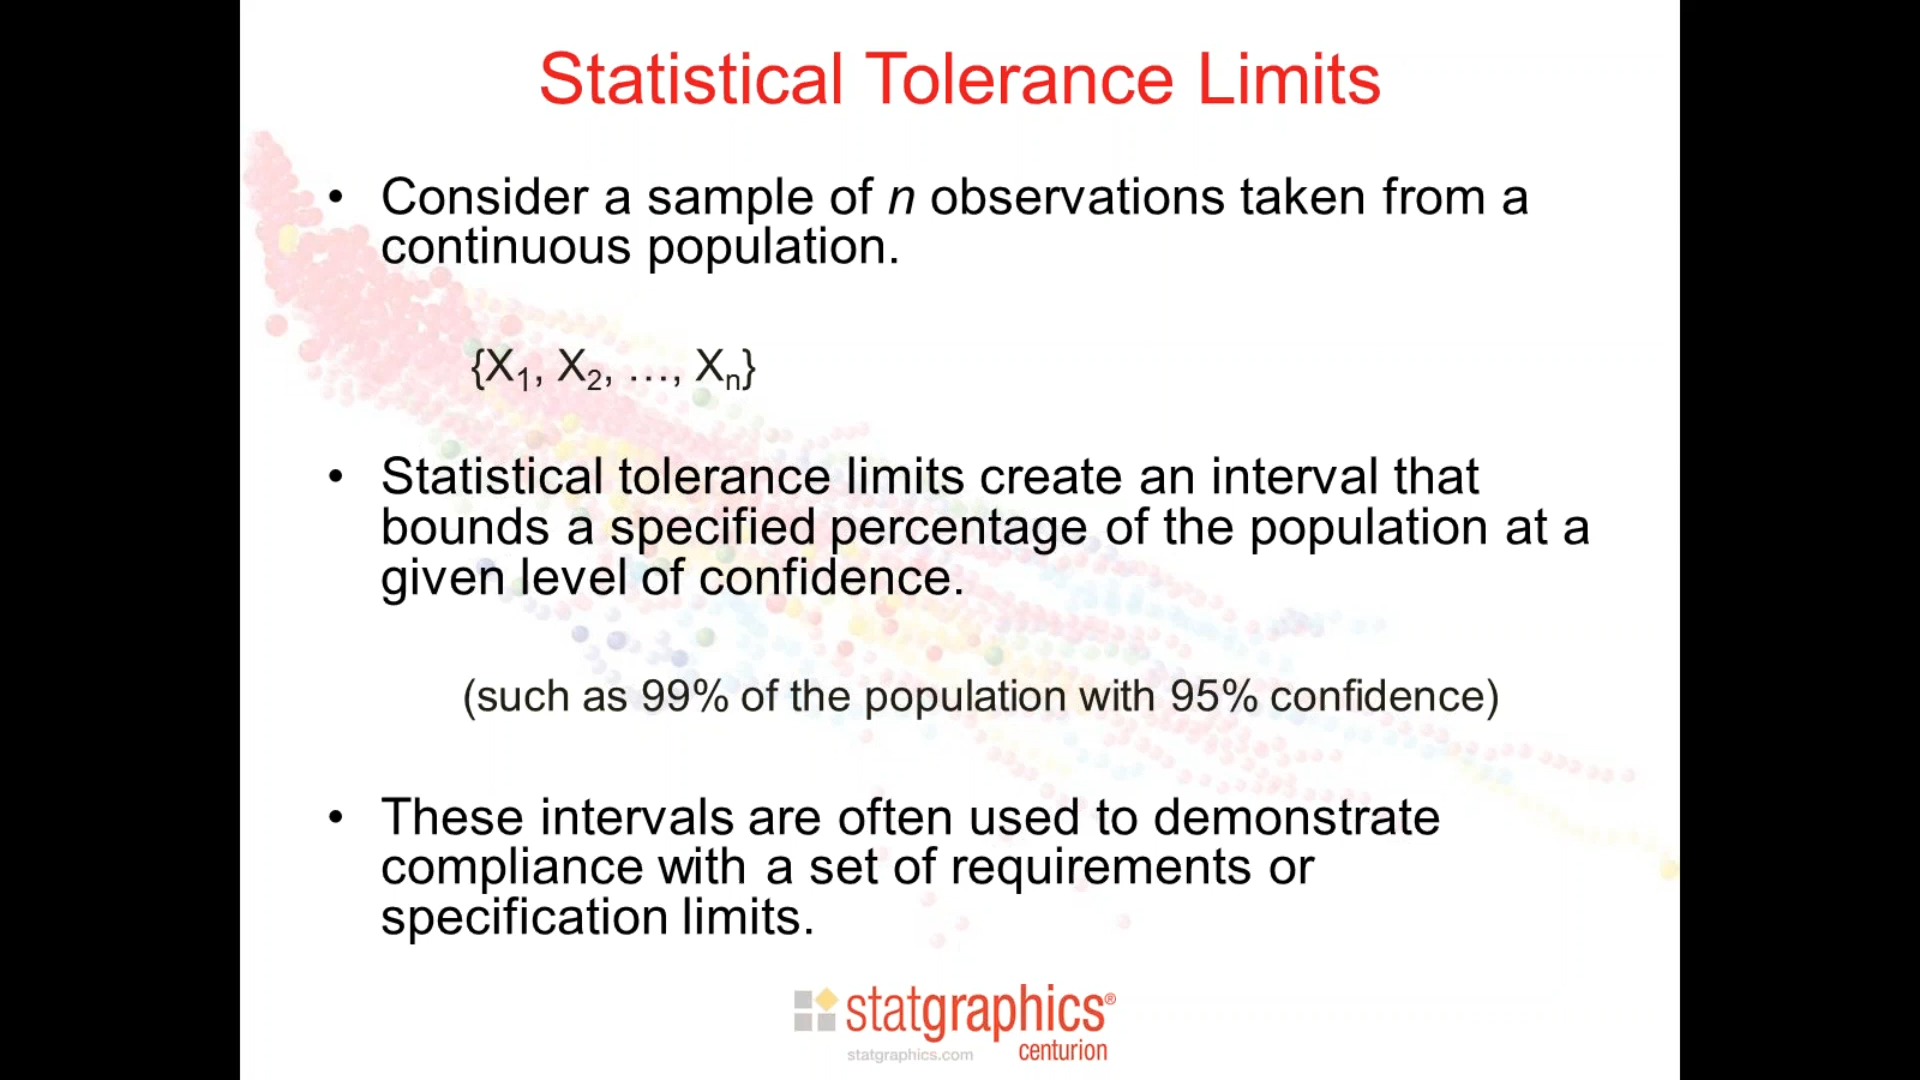 Statistical Tolerance Limits
• Consider a sample of n observations taken from a
continuous population.
{X₁, X₂, …, Xₙ}
• Statistical tolerance limits create an interval that
bounds a specified percentage of the population at a
given level of confidence.
(such as 99% of the population with 95% confidence)
• These intervals are often used to demonstrate
compliance with a set of requirements or
specification limits.
statgraphics®
statgraphics.com centurion